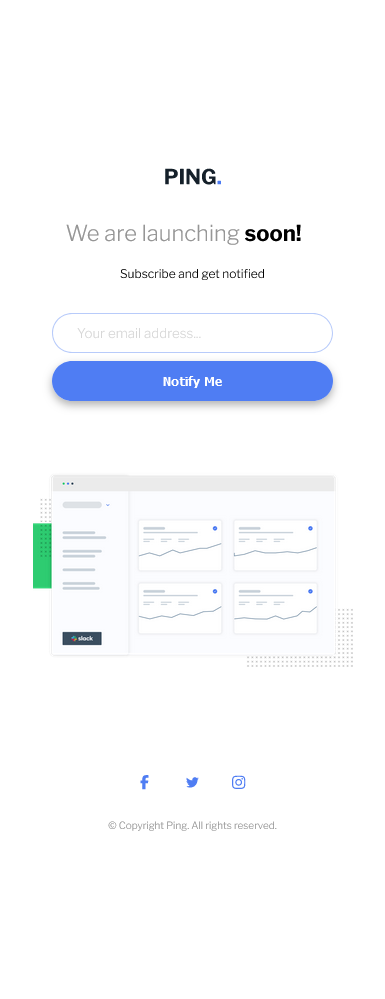 PING.
We are launching soon!
Subscribe and get notified
Your email address...
Notify Me
slack
© Copyright Ping. All rights reserved.